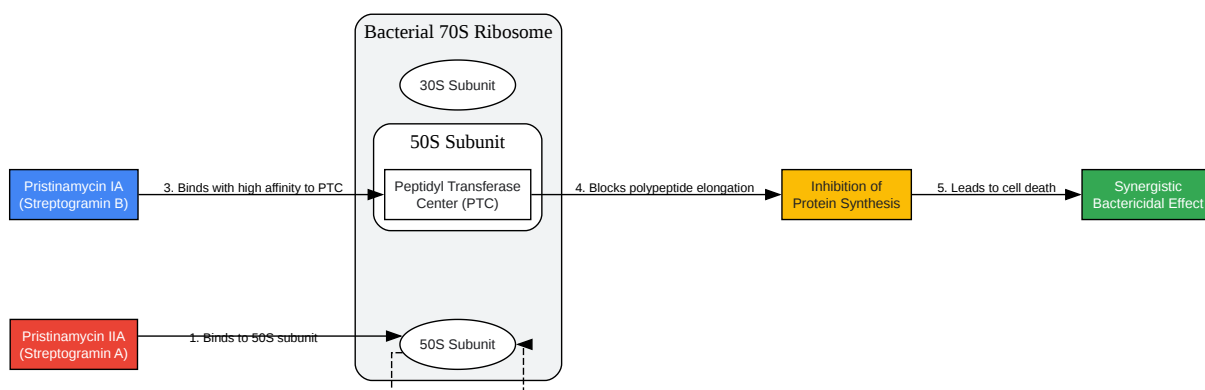 Bacterial 70S Ribosome
30S Subunit
50S Subunit
Pristinamycin IA
(Streptogramin B)
3. Binds with high affinity to PTC
Peptidyl Transferase
Center (PTC)
4. Blocks polypeptide elongation
Inhibition of
Protein Synthesis
5. Leads to cell death
Synergistic
Bactericidal Effect
Pristinamycin IIA
(Streptogramin A)
1. Binds to 50S subunit
50S Subunit